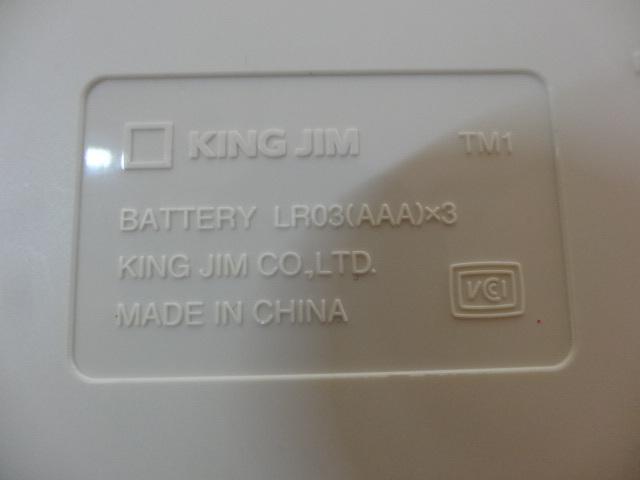 KING JIM TM1
BATTERY LR03(AAA)×3
KING JIM CO.,LTD.
MADE IN CHINA
VCI